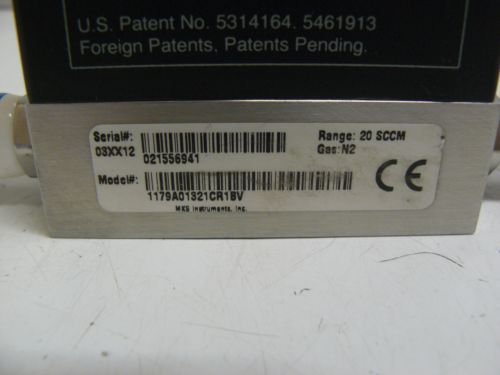 U.S. Patent No. 5314164. 5461913
Foreign Patents. Patents Pending.
Serial#:
03XX12
021556941
Range: 20 SCCM
Gas:N2
Model#:
1179A01321CR1BV
MKS Instruments, Inc.
CE